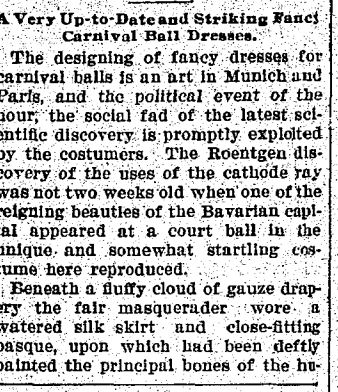 A Very Up-to-Date and Striking Fancy
Carnival Ball Dresses.
The designing of fancy dresses for
carnival balls is an art in Munich and
Paris, and the political event of the
hour, the social fad of the latest sci-
entific discovery is promptly exploited
by the costumers. The Roentgen dis-
covery of the uses of the cathode ray
was not two weeks old when one of the
reigning beauties of the Bavarian capi-
tal appeared at a court ball in the
unique and somewhat startling cos-
tume here reproduced.
Beneath a fluffy cloud of gauze drap-
ery the fair masquerader wore a
watered silk skirt and close-fitting
basque, upon which had been deftly
painted the principal bones of the hu-